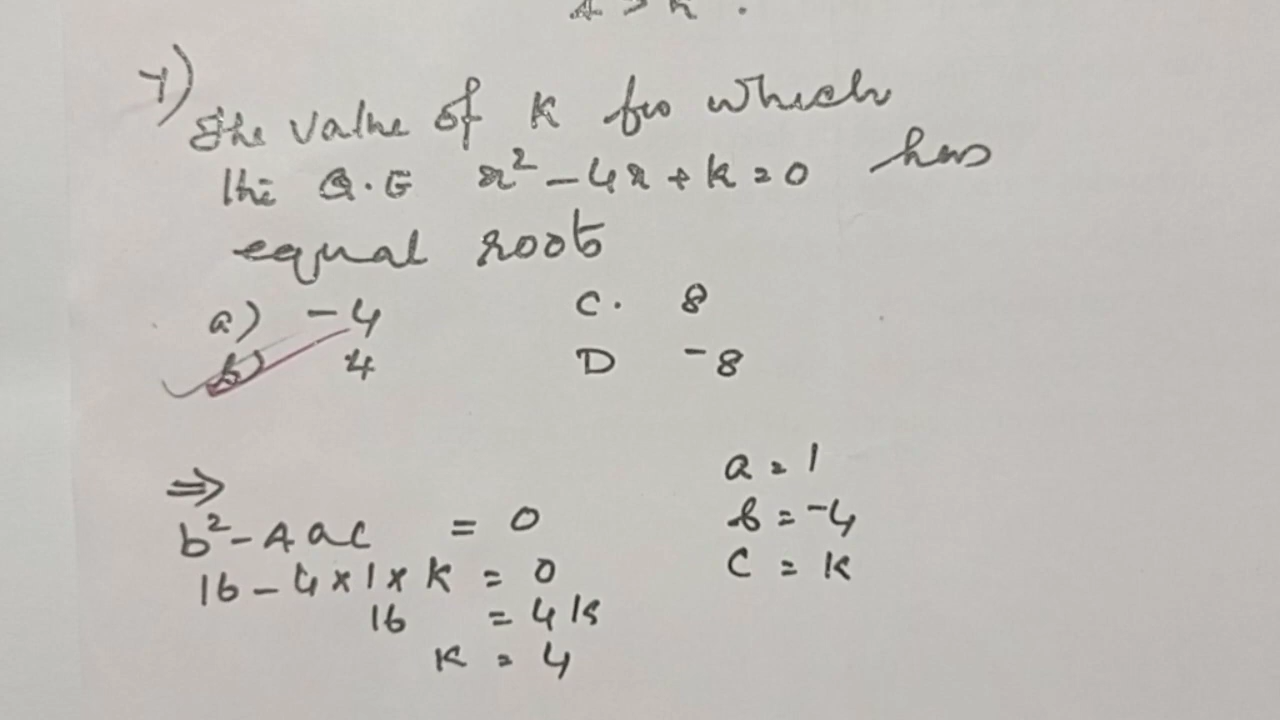 7)
The value of K for which
the Q.E x² - 4x + k = 0 has
equal roots
a) -4 C. 8
b) 4 D -8
⇒
b² - 4ac = 0
16 - 4 x 1 x K = 0
16 = 4K
K = 4
a = 1
b = -4
C = K